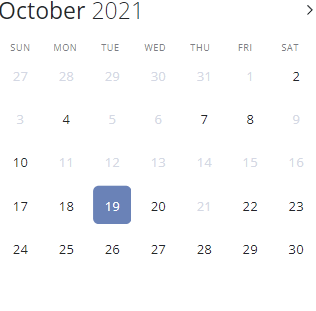 October 2021
SUN MON TUE WED THU FRI SAT
27 28 29 30 31 1 2
3 4 5 6 7 8 9
10 11 12 13 14 15 16
17 18 19 20 21 22 23
24 25 26 27 28 29 30